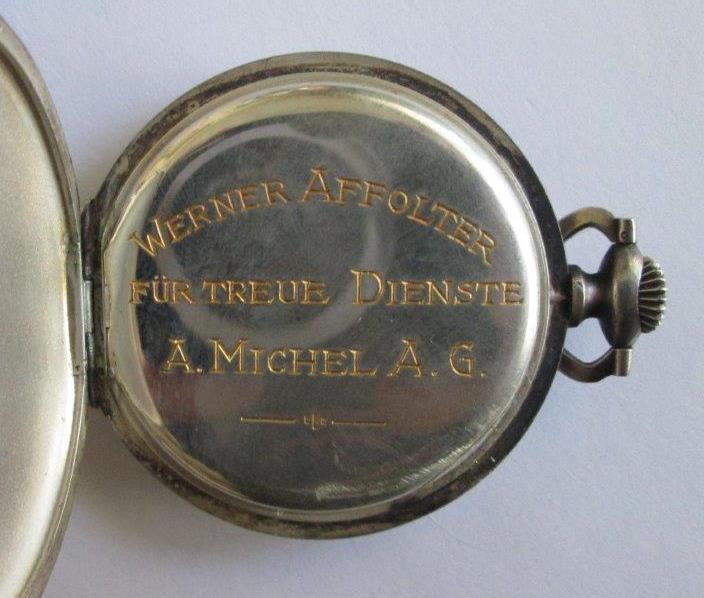 WERNER AFFOLTER
FÜR TREUE DIENSTE
A. MICHEL A. G.